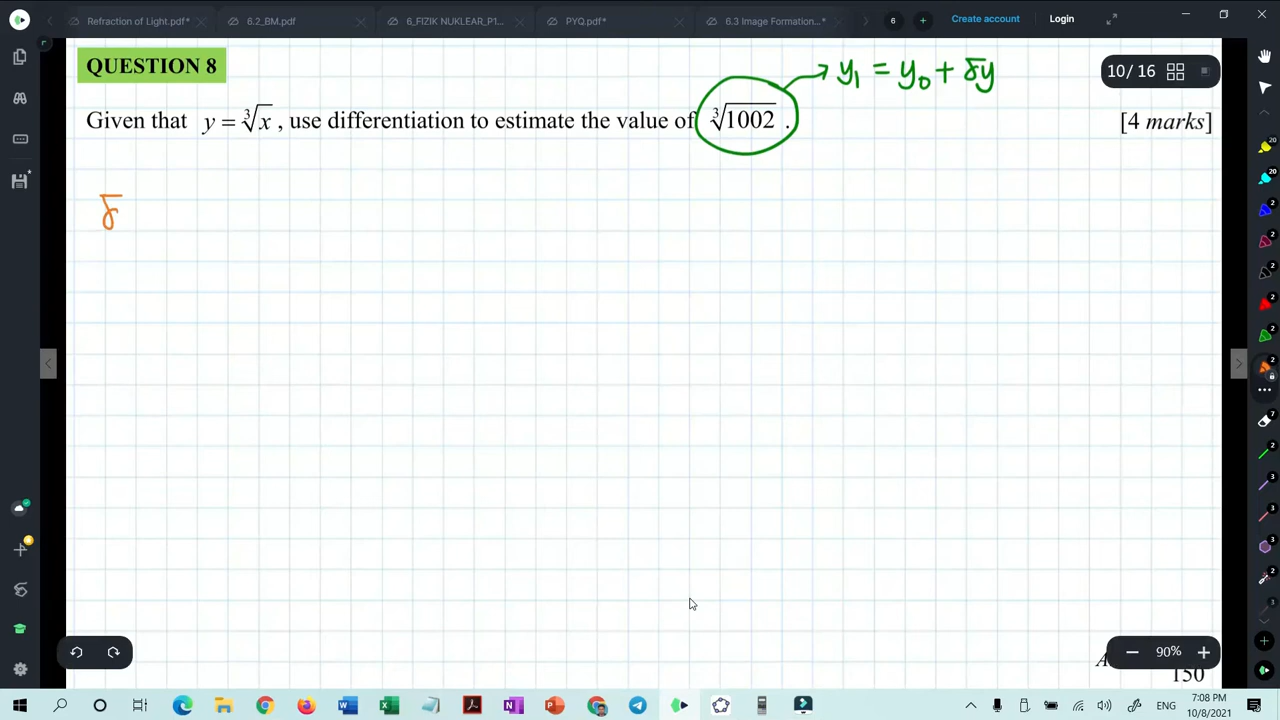 Refraction of Light.pdf*
6.2_BM.pdf
6_FIZIK NUKLEAR_P1...
PYQ.pdf*
6.3 Image Formation...*
6
Create account
Login
QUESTION 8
y₁ = y₀ + δy
10/ 16
Given that y = ∛x , use differentiation to estimate the value of ∛1002 .
[4 marks]
δ
90%
150
7:08 PM
ENG
10/8/2021